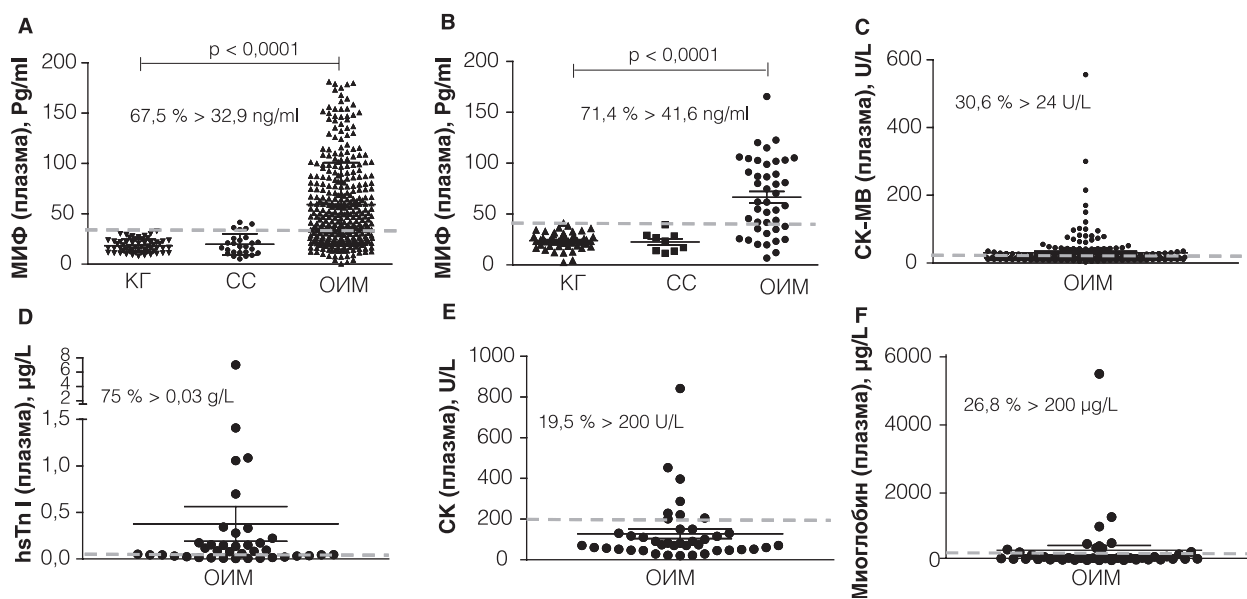 A
МИФ (плазма), Pg/ml
p < 0,0001
67,5 % > 32,9 ng/ml
200
150
100
50
0
КГ
СС
ОИМ
B
МИФ (плазма), Pg/ml
p < 0,0001
71,4 % > 41,6 ng/ml
200
150
100
50
0
КГ
СС
ОИМ
C
СК-МВ (плазма), U/L
30,6 % > 24 U/L
600
400
200
0
ОИМ
D
hsTn I (плазма), µg/L
75 % > 0,03 g/L
8
6
4
2
1,5
1,0
0,5
0,0
ОИМ
E
СК (плазма), U/L
19,5 % > 200 U/L
1000
800
600
400
200
0
ОИМ
F
Миоглобин (плазма), µg/L
26,8 % > 200 µg/L
6000
4000
2000
0
ОИМ